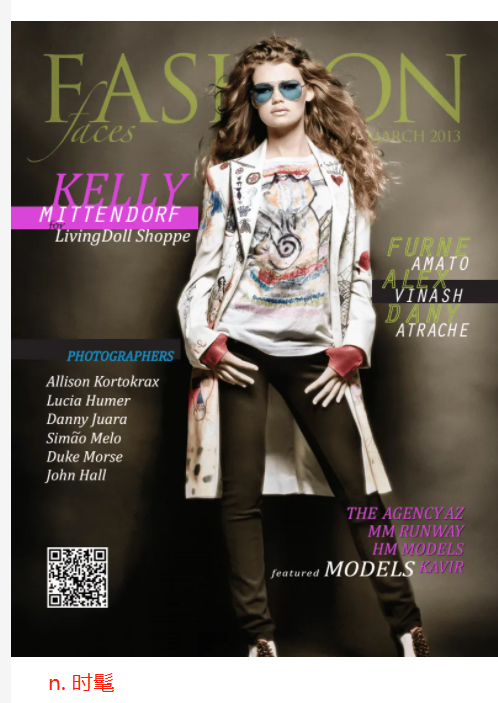 FASHION
faces
MARCH 2013
KELLY
MITTENDORF
for
LivingDoll Shoppe
FURNE
AMATO
ALEX
VINASH
DANY
ATRACHE
PHOTOGRAPHERS
Allison Kortokrax
Lucia Humer
Danny Juara
Simão Melo
Duke Morse
John Hall
THE AGENCY AZ
MM RUNWAY
HM MODELS
featured MODELS KAVIR
n. 时髦